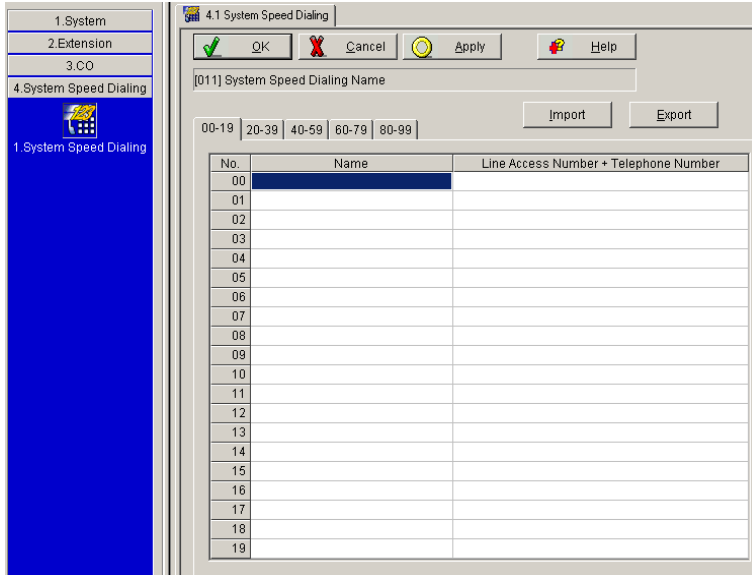 1.System
2.Extension
3.CO
4.System Speed Dialing
1.System Speed Dialing
4.1 System Speed Dialing
OK Cancel Apply Help
[011] System Speed Dialing Name
Import Export
00-19 20-39 40-59 60-79 80-99
No. Name Line Access Number + Telephone Number
00
01
02
03
04
05
06
07
08
09
10
11
12
13
14
15
16
17
18
19